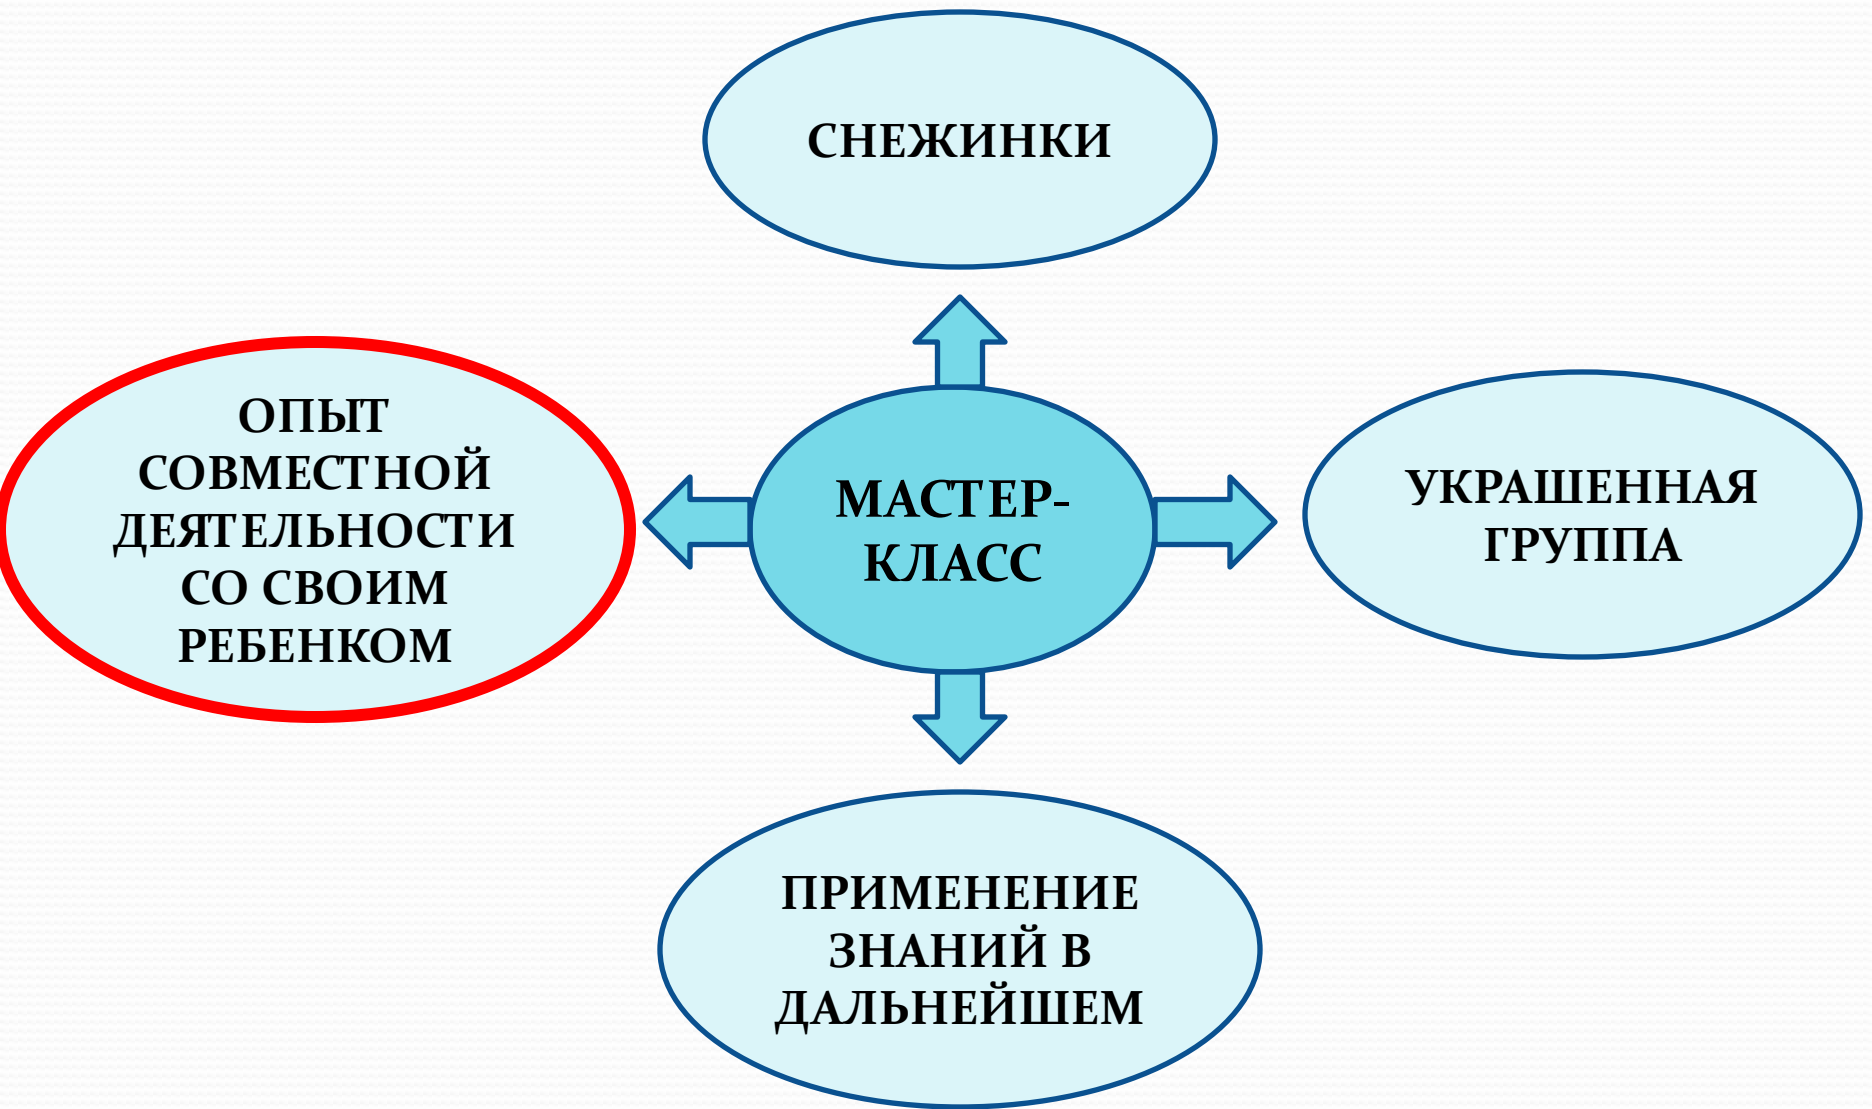 СНЕЖИНКИ
ОПЫТ
СОВМЕСТНОЙ
ДЕЯТЕЛЬНОСТИ
СО СВОИМ
РЕБЕНКОМ
МАСТЕР-
КЛАСС
УКРАШЕННАЯ
ГРУППА
ПРИМЕНЕНИЕ
ЗНАНИЙ В
ДАЛЬНЕЙШЕМ